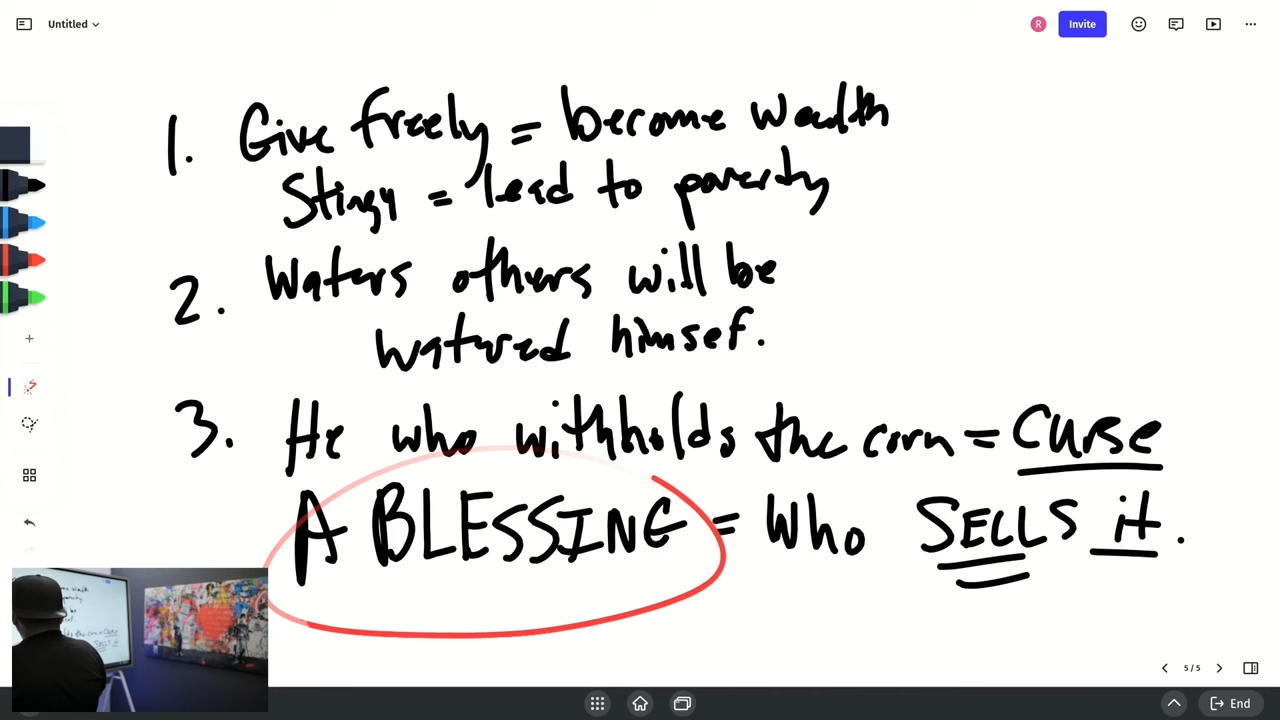 Untitled
R
Invite
1. Give freely = become Wealth
Stingy = lead to poverty
2. Waters others will be
watured himsef.
3. He who withholds the corn = Curse
A BLESSING = Who SELLS it.
5/5
End